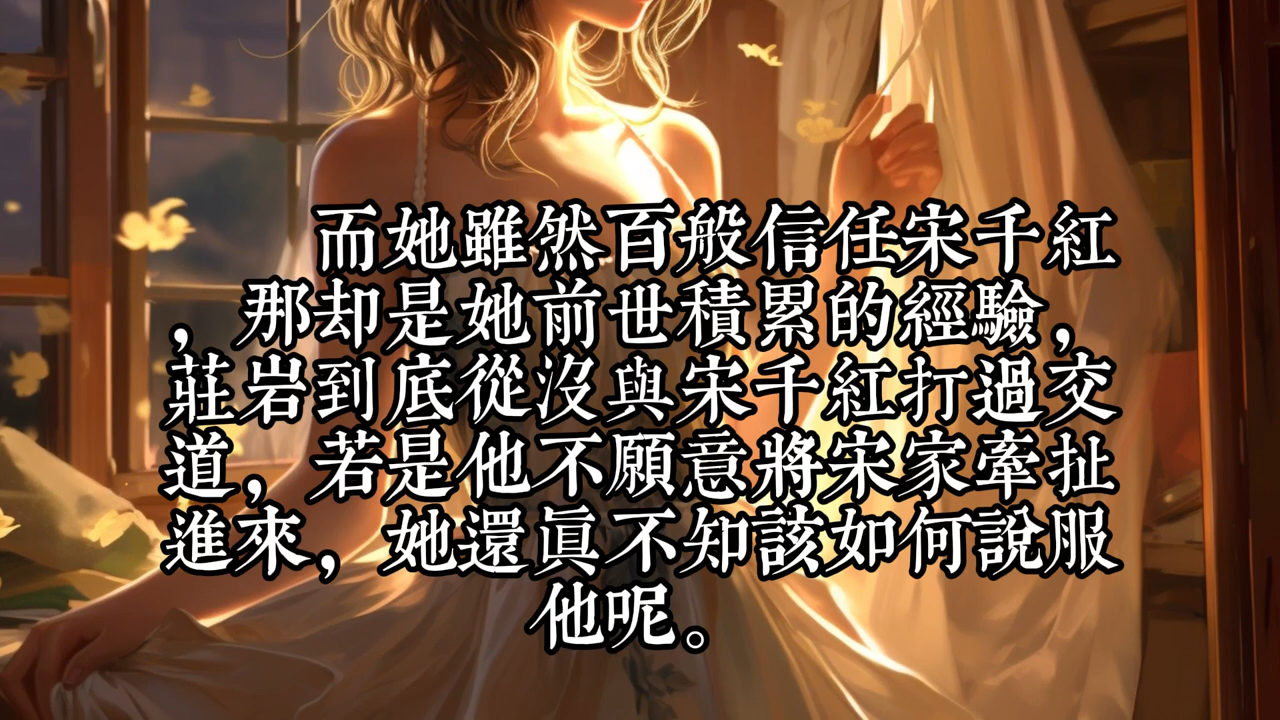 而她雖然百般信任宋千紅
，那却是她前世積累的經驗，
莊岩到底從沒與宋千紅打過交
道，若是他不願意將宋家牽扯
進來，她還眞不知該如何說服
他呢。